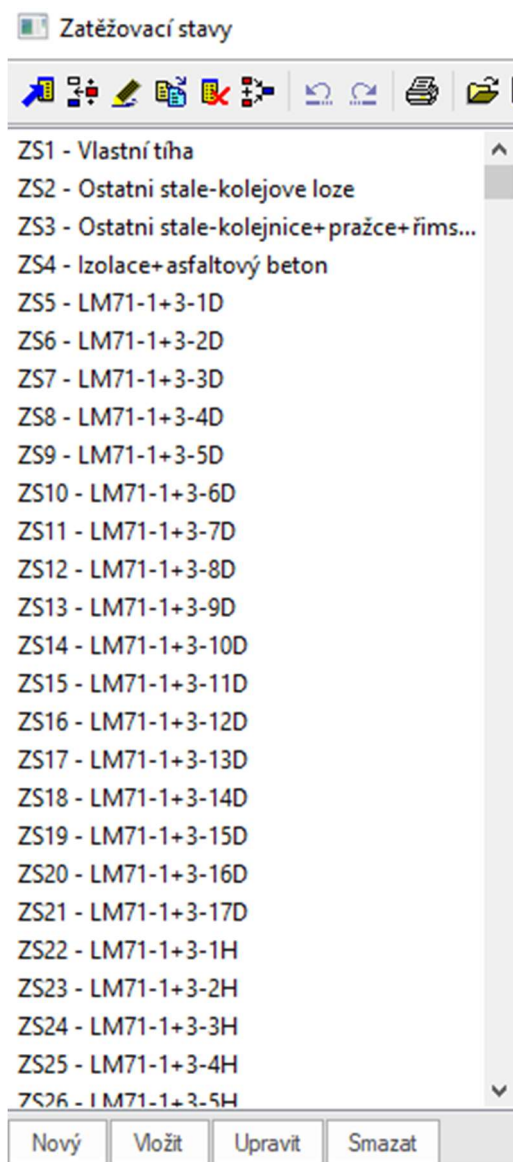 Zatěžovací stavy
ZS1 - Vlastní tíha
ZS2 - Ostatni stale-kolejove loze
ZS3 - Ostatni stale-kolejnice+pražce+řims...
ZS4 - Izolace+asfaltový beton
ZS5 - LM71-1+3-1D
ZS6 - LM71-1+3-2D
ZS7 - LM71-1+3-3D
ZS8 - LM71-1+3-4D
ZS9 - LM71-1+3-5D
ZS10 - LM71-1+3-6D
ZS11 - LM71-1+3-7D
ZS12 - LM71-1+3-8D
ZS13 - LM71-1+3-9D
ZS14 - LM71-1+3-10D
ZS15 - LM71-1+3-11D
ZS16 - LM71-1+3-12D
ZS17 - LM71-1+3-13D
ZS18 - LM71-1+3-14D
ZS19 - LM71-1+3-15D
ZS20 - LM71-1+3-16D
ZS21 - LM71-1+3-17D
ZS22 - LM71-1+3-1H
ZS23 - LM71-1+3-2H
ZS24 - LM71-1+3-3H
ZS25 - LM71-1+3-4H
ZS26 - LM71-1+3-5H
Nový Vložit Upravit Smazat